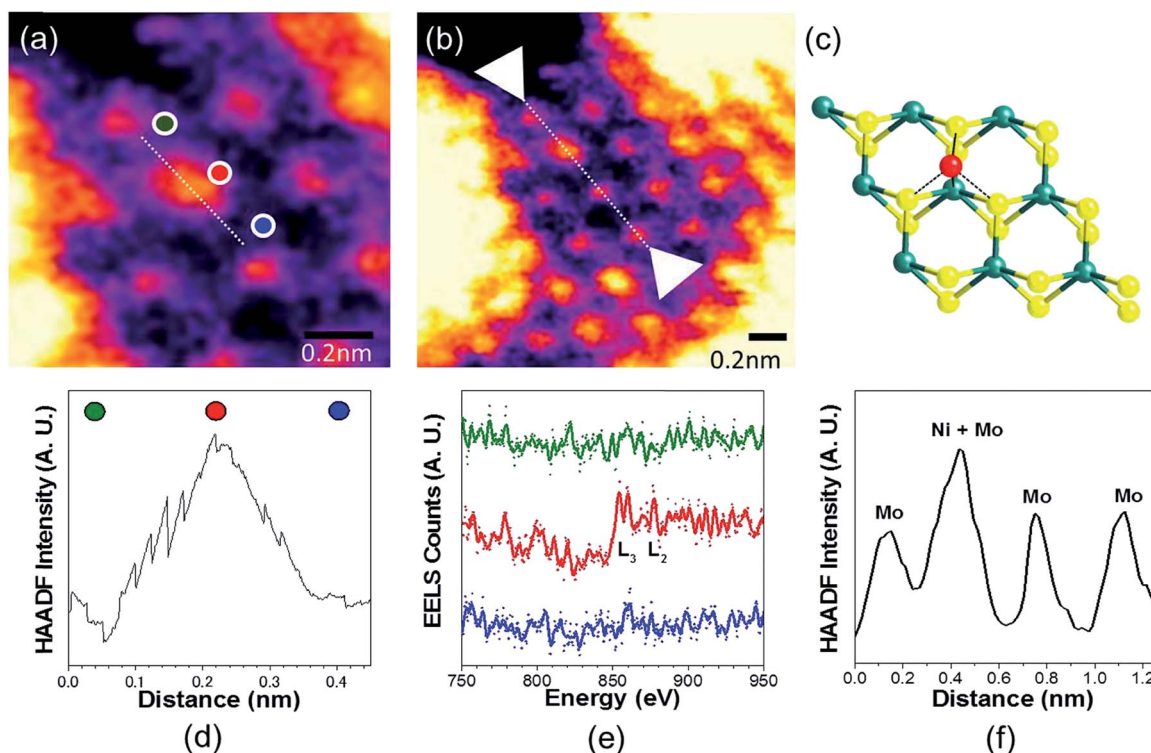 (a)
0.2nm
(b)
0.2nm
(c)
HAADF Intensity (A. U.)
0.0 0.1 0.2 0.3 0.4
Distance (nm)
(d)
EELS Counts (A. U.)
L3 L2
750 800 850 900 950
Energy (eV)
(e)
HAADF Intensity (A. U.)
Ni + Mo
Mo
Mo
Mo
0.0 0.2 0.4 0.6 0.8 1.0 1.2
Distance (nm)
(f)